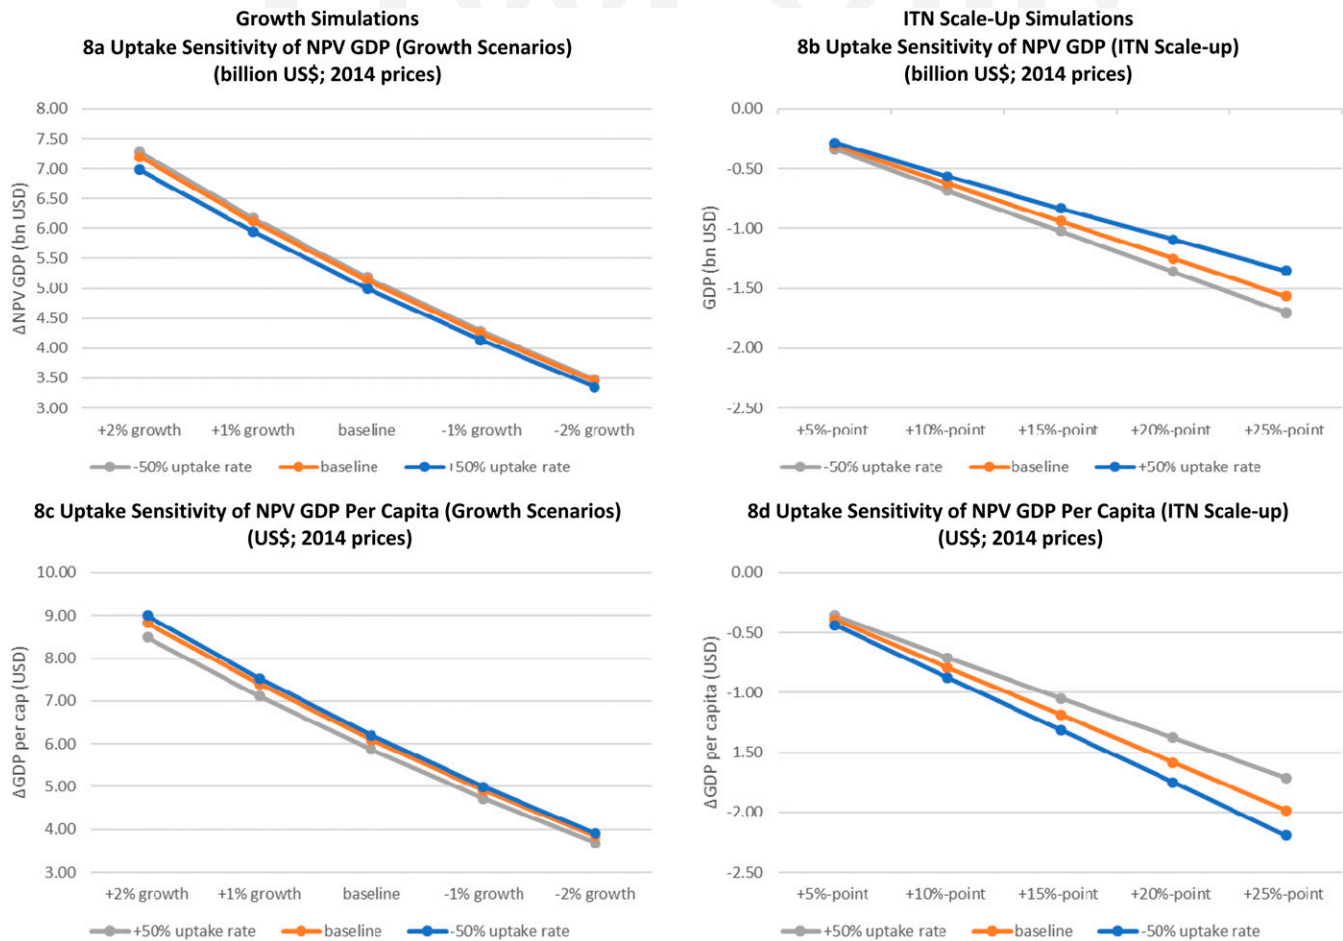 Growth Simulations
8a Uptake Sensitivity of NPV GDP (Growth Scenarios)
(billion US$; 2014 prices)
8.00
7.50
7.00
6.50
6.00
5.50
5.00
4.50
4.00
3.50
3.00
ΔNPV GDP (bn USD)
+2% growth +1% growth baseline -1% growth -2% growth
-50% uptake rate baseline +50% uptake rate
ITN Scale-Up Simulations
8b Uptake Sensitivity of NPV GDP (ITN Scale-up)
(billion US$; 2014 prices)
0.00
-0.50
-1.00
-1.50
-2.00
-2.50
GDP (bn USD)
+5%-point +10%-point +15%-point +20%-point +25%-point
-50% uptake rate baseline +50% uptake rate
8c Uptake Sensitivity of NPV GDP Per Capita (Growth Scenarios)
(US$; 2014 prices)
10.00
9.00
8.00
7.00
6.00
5.00
4.00
3.00
ΔGDP per cap (USD)
+2% growth +1% growth baseline -1% growth -2% growth
+50% uptake rate baseline -50% uptake rate
8d Uptake Sensitivity of NPV GDP Per Capita (ITN Scale-up)
(US$; 2014 prices)
0.00
-0.50
-1.00
1.50
-2.00
-2.50
ΔGDP per capita (USD)
+5%-point +10%-point +15%-point +20%-point +25%-point
+50% uptake rate baseline -50% uptake rate